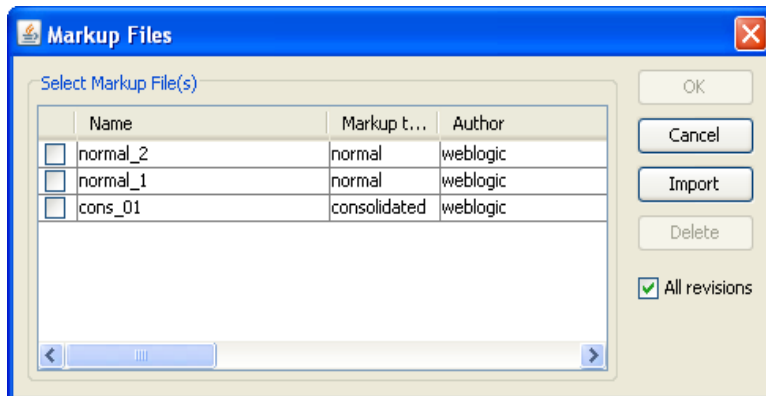 Markup Files
Select Markup File(s)
Name Markup t... Author
normal_2 normal weblogic
normal_1 normal weblogic
cons_01 consolidated weblogic
OK
Cancel
Import
Delete
All revisions